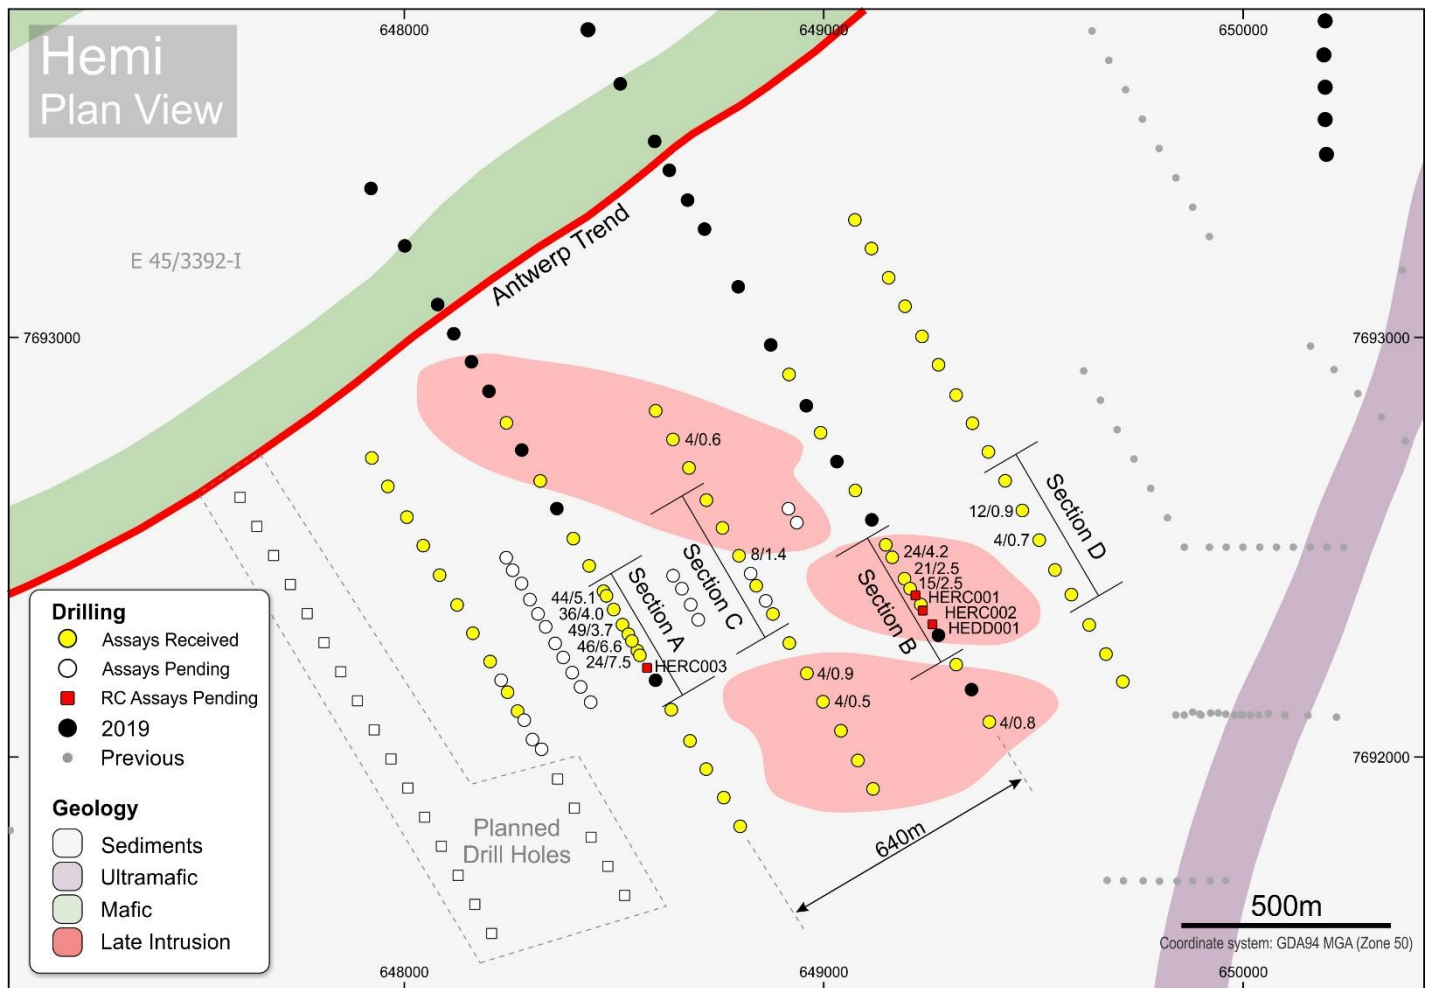 648000
649000
650000
Hemi
Plan View
E 45/3392-I
Antwerp Trend
7693000
7693000
4/0.6
12/0.9
4/0.7
Section D
8/1.4
Section C
24/4.2
21/2.5
15/2.5
HERC001
HERC002
HEDD001
Section B
44/5.1
36/4.0
49/3.7
46/6.6
24/7.5
HERC003
Section A
4/0.9
4/0.5
4/0.8
7692000
640m
Planned
Drill Holes
Drilling
Assays Received
Assays Pending
RC Assays Pending
2019
Previous
Geology
Sediments
Ultramafic
Mafic
Late Intrusion
500m
Coordinate system: GDA94 MGA (Zone 50)
648000
649000
650000